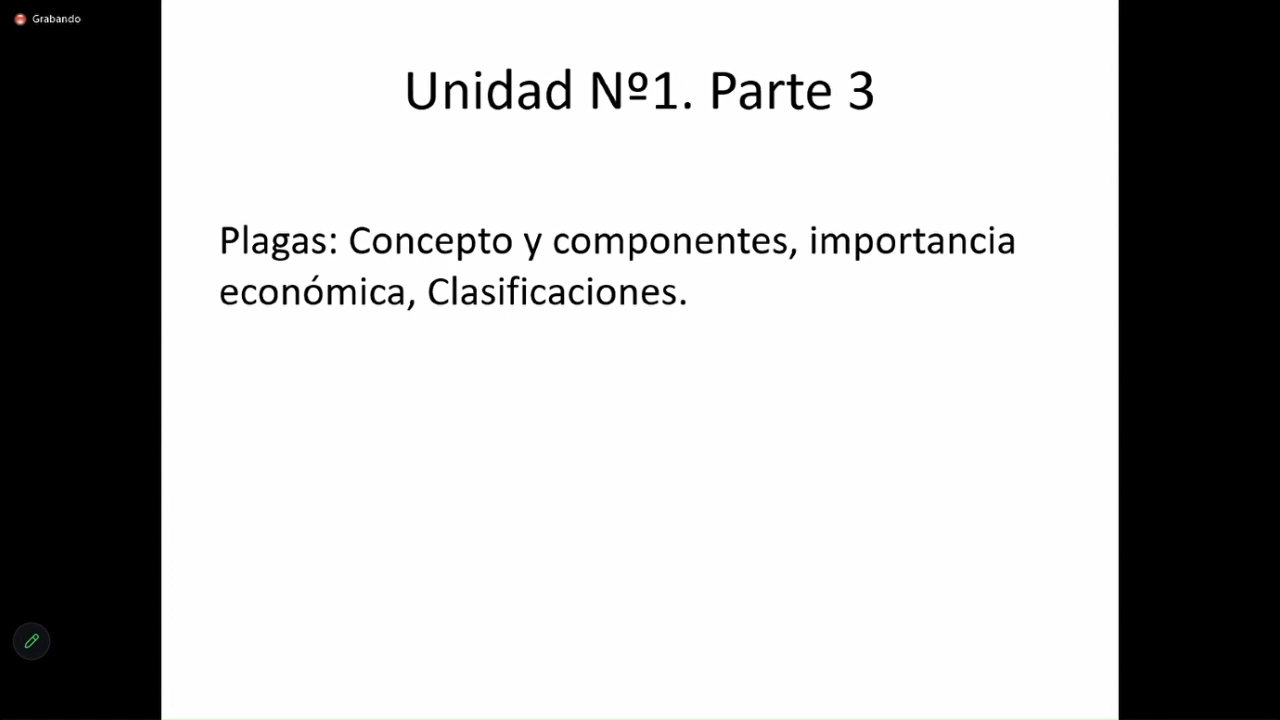 Grabando
Unidad Nº1. Parte 3
Plagas: Concepto y componentes, importancia
económica, Clasificaciones.